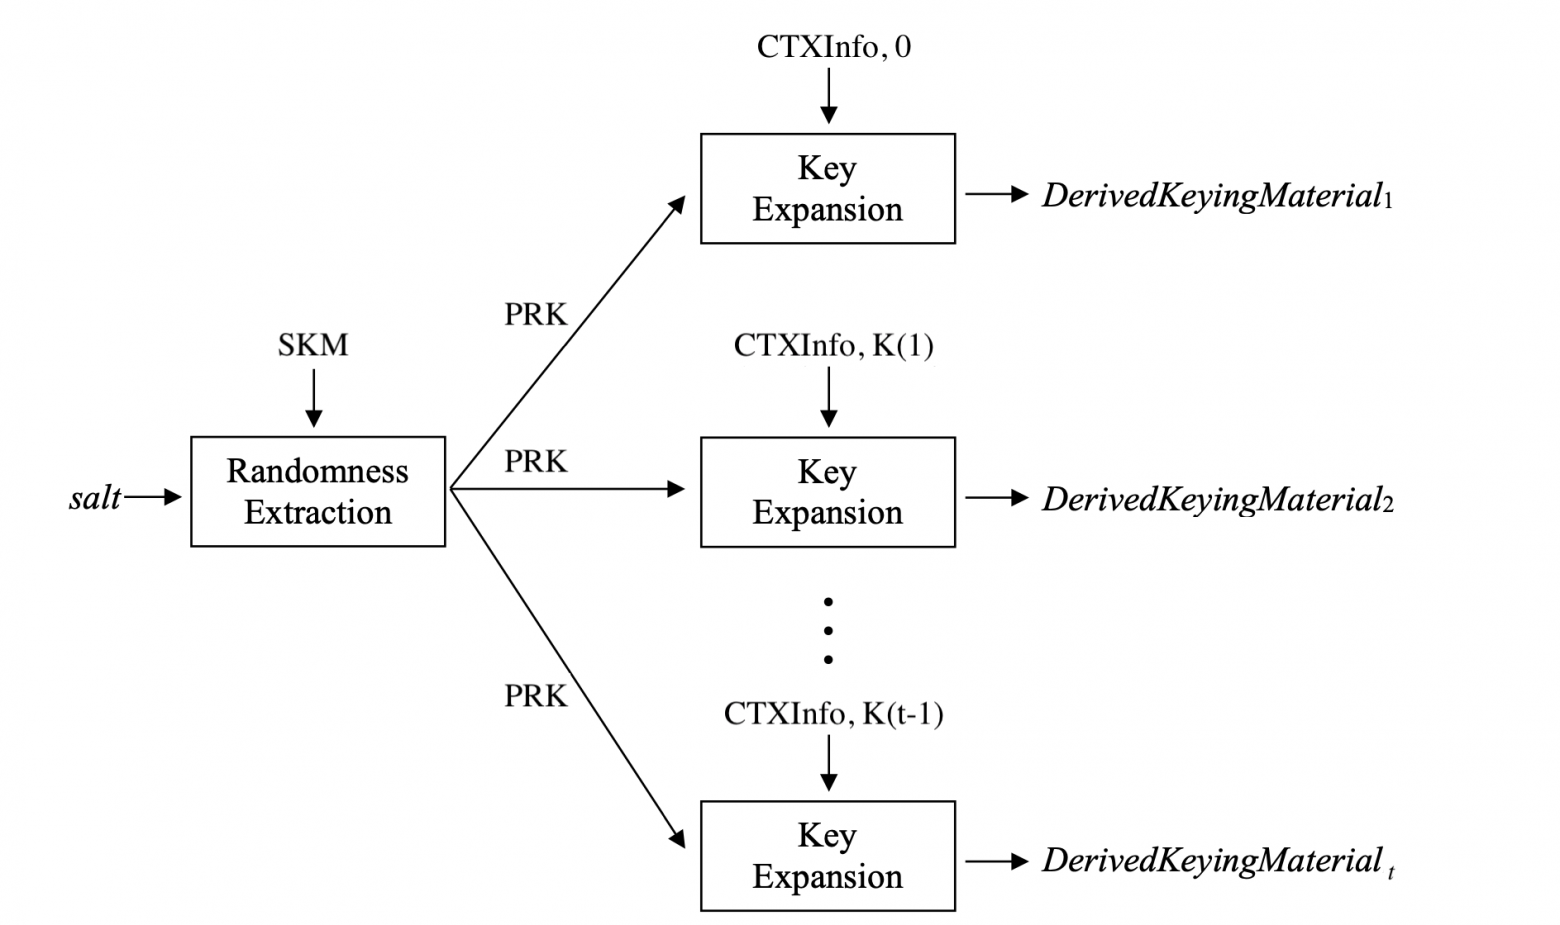 CTXInfo, 0
Key
Expansion
DerivedKeyingMaterial1
PRK
SKM
CTXInfo, K(1)
salt
Randomness
Extraction
PRK
Key
Expansion
DerivedKeyingMaterial2
PRK
CTXInfo, K(t-1)
Key
Expansion
DerivedKeyingMaterial t